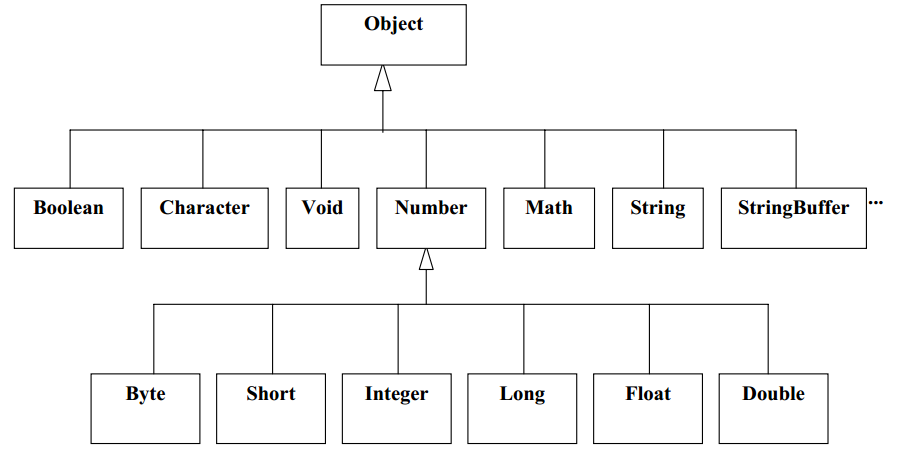 Object
Boolean
Character
Void
Number
Math
String
StringBuffer
...
Byte
Short
Integer
Long
Float
Double